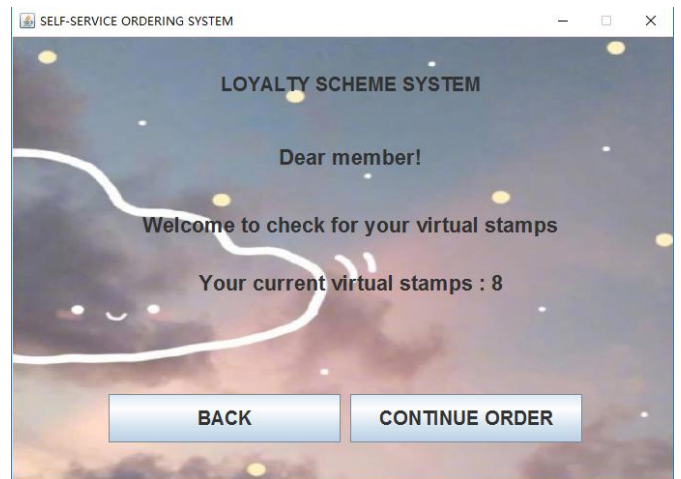 SELF-SERVICE ORDERING SYSTEM
LOYALTY SCHEME SYSTEM
Dear member!
Welcome to check for your virtual stamps
Your current virtual stamps : 8
BACK
CONTINUE ORDER